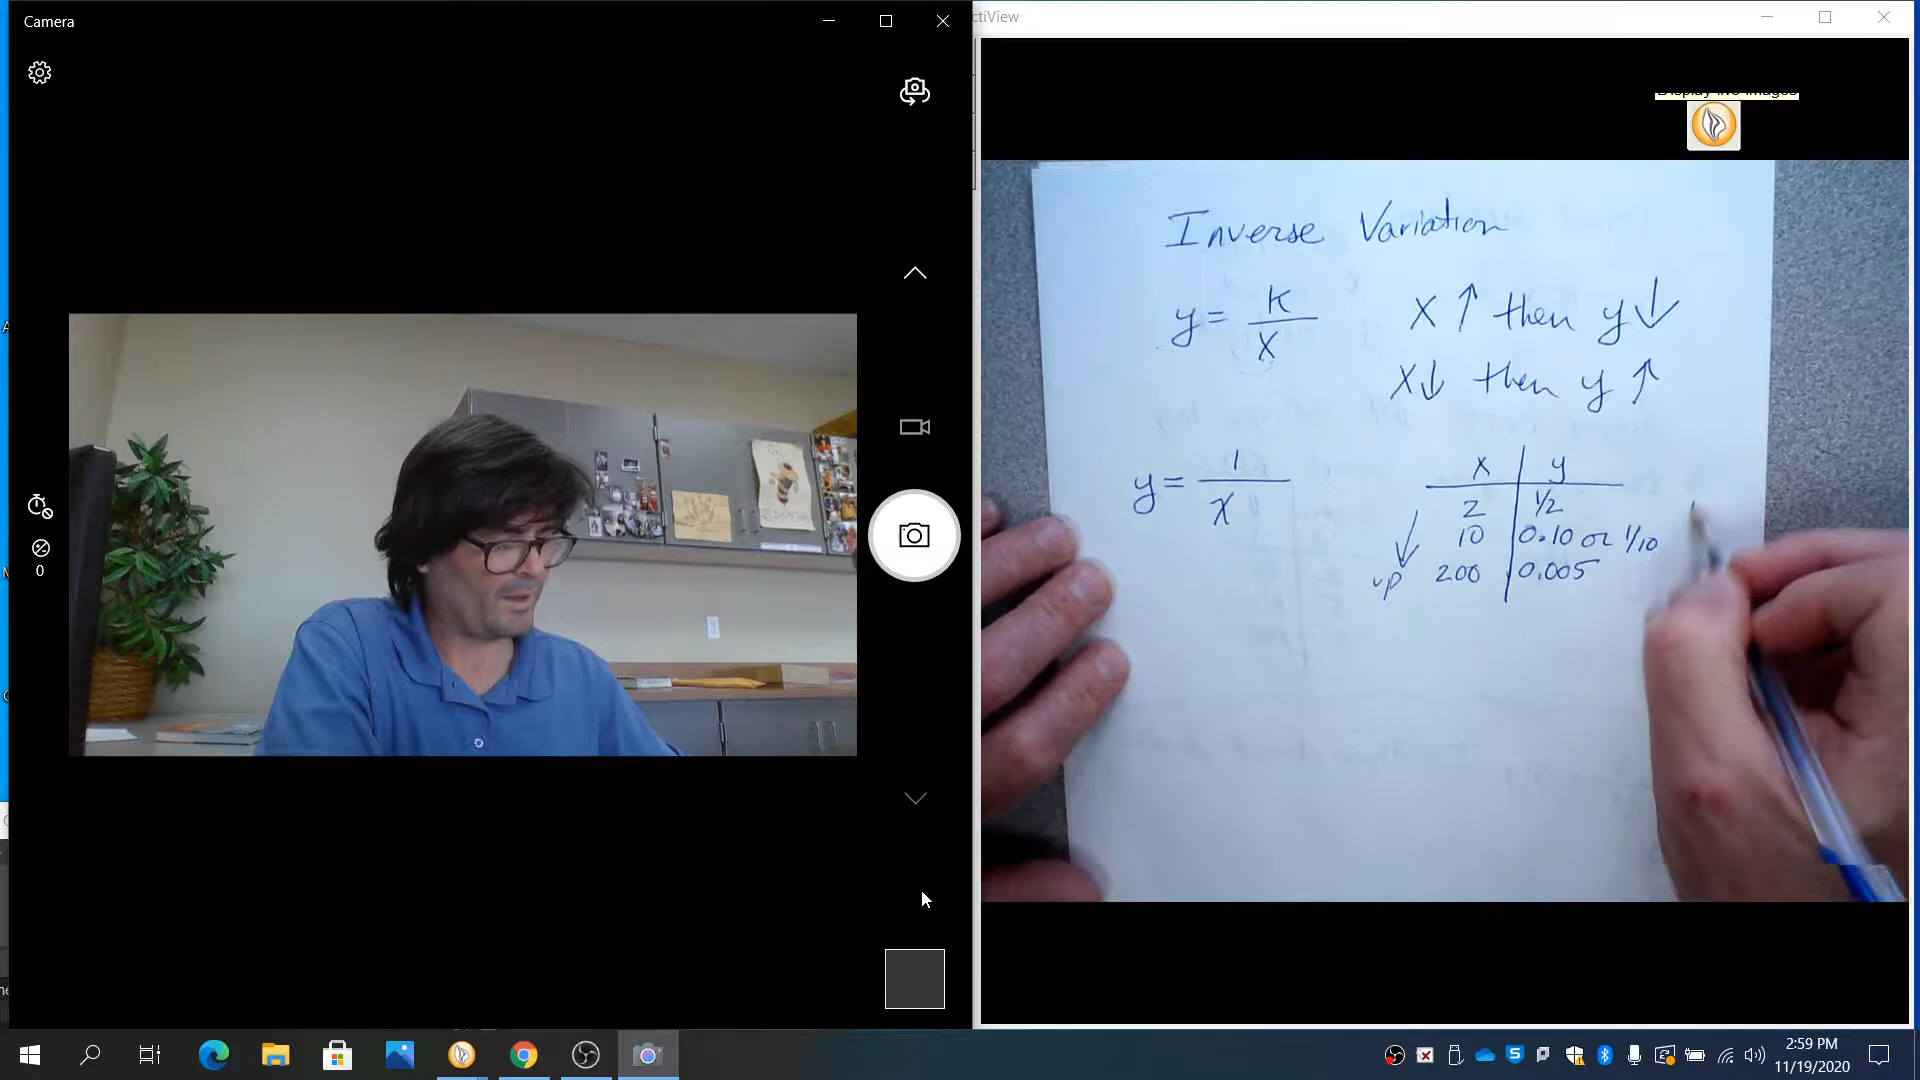 Camera
ctiView
0
Inverse Variation
y = k/x
x ↑ then y ↓
x ↓ then y ↑
y = 1/x
x y
2 1/2
10 0.10 or 1/10
up 200 0.005
2:59 PM
11/19/2020